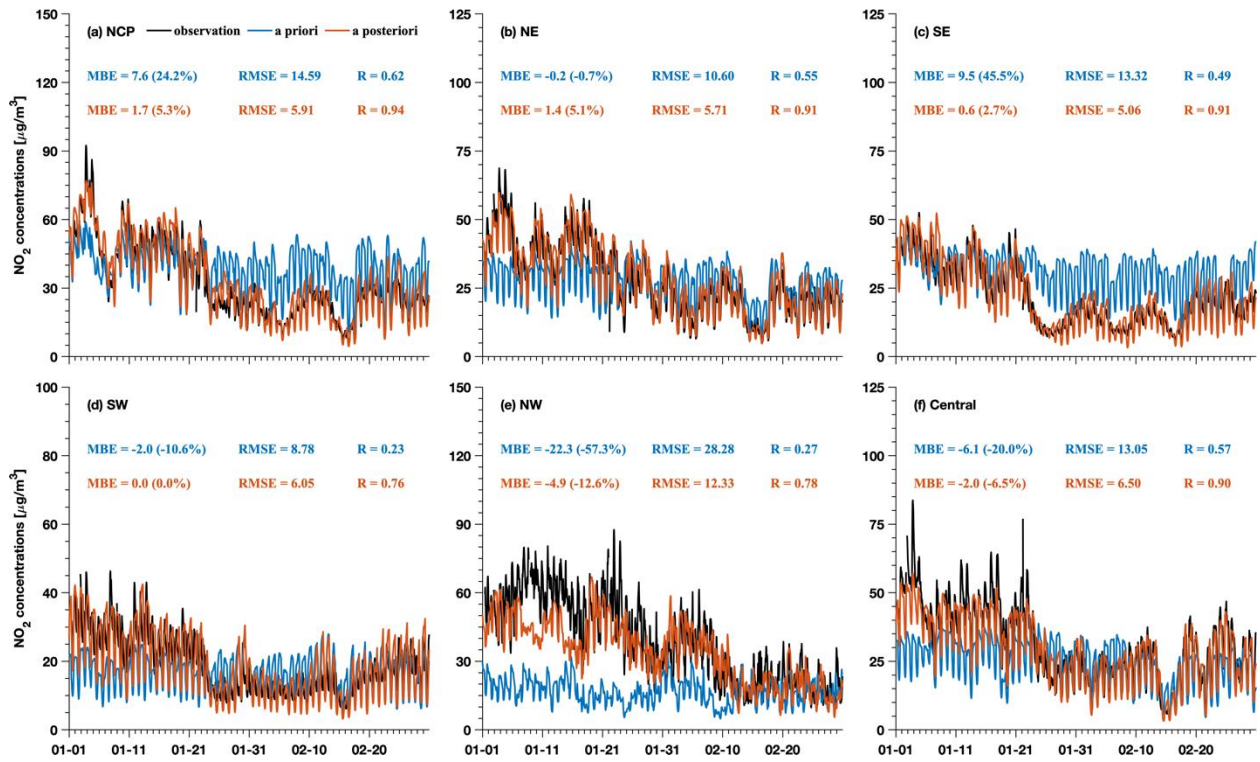 (a) NCP observation a priori a posteriori
MBE = 7.6 (24.2%) RMSE = 14.59 R = 0.62
MBE = 1.7 (5.3%) RMSE = 5.91 R = 0.94
NO2 concentrations [μg/m3]
150
120
90
60
30
0
(b) NE
MBE = -0.2 (-0.7%) RMSE = 10.60 R = 0.55
MBE = 1.4 (5.1%) RMSE = 5.71 R = 0.91
125
100
75
50
25
0
(c) SE
MBE = 9.5 (45.5%) RMSE = 13.32 R = 0.49
MBE = 0.6 (2.7%) RMSE = 5.06 R = 0.91
125
100
75
50
25
0
(d) SW
MBE = -2.0 (-10.6%) RMSE = 8.78 R = 0.23
MBE = 0.0 (0.0%) RMSE = 6.05 R = 0.76
NO2 concentrations [μg/m3]
100
80
60
40
20
0
01-01 01-11 01-21 01-31 02-10 02-20
(e) NW
MBE = -22.3 (-57.3%) RMSE = 28.28 R = 0.27
MBE = -4.9 (-12.6%) RMSE = 12.33 R = 0.78
150
120
90
60
30
0
01-01 01-11 01-21 01-31 02-10 02-20
(f) Central
MBE = -6.1 (-20.0%) RMSE = 13.05 R = 0.57
MBE = -2.0 (-6.5%) RMSE = 6.50 R = 0.90
125
100
75
50
25
0
01-01 01-11 01-21 01-31 02-10 02-20